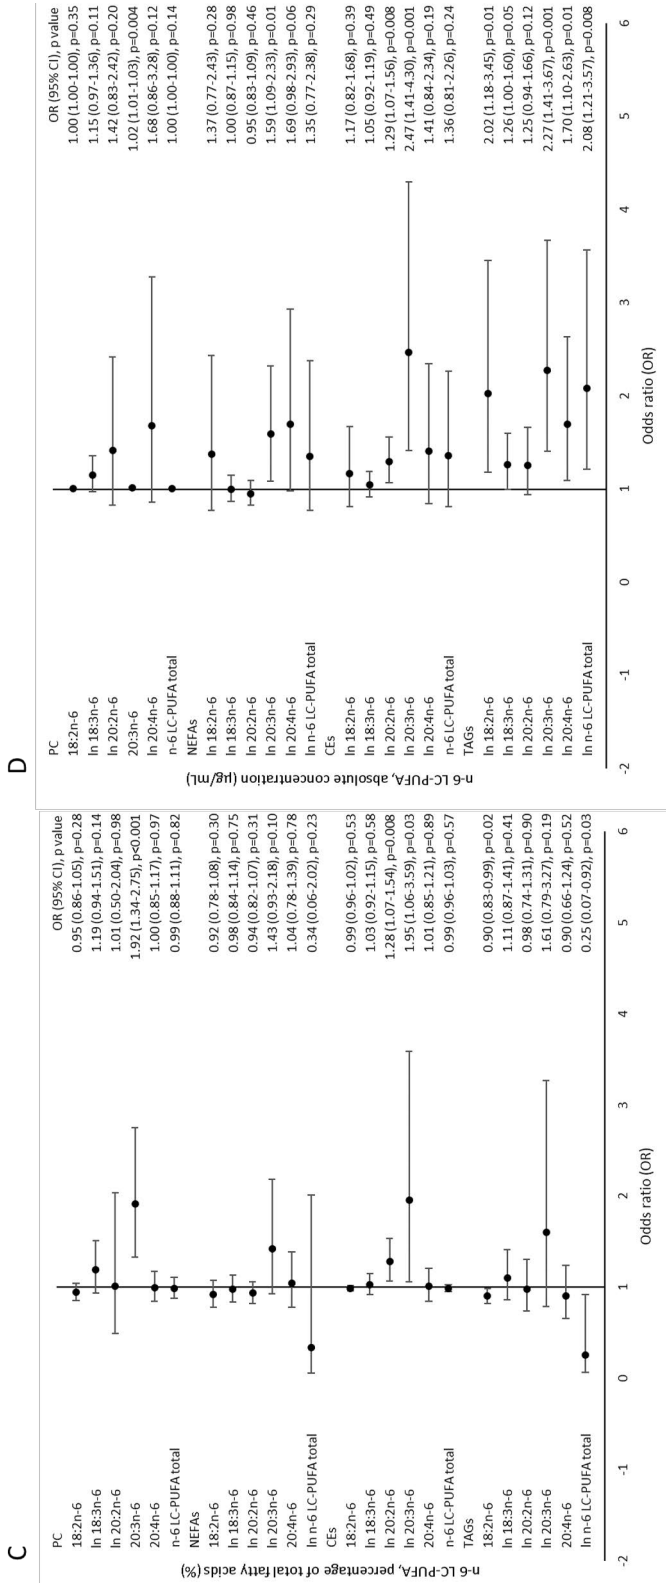 C
n-6 LC-PUFA, percentage of total fatty acids (%)
PC OR (95% CI), p value
18:2n-6 0.95 (0.86-1.05), p=0.28
ln 18:3n-6 1.19 (0.94-1.51), p=0.14
ln 20:2n-6 1.01 (0.50-2.04), p=0.98
20:3n-6 1.92 (1.34-2.75), p<0.001
20:4n-6 1.00 (0.85-1.17), p=0.97
n-6 LC-PUFA total 0.99 (0.88-1.11), p=0.82
NEFAs
18:2n-6 0.92 (0.78-1.08), p=0.30
ln 18:3n-6 0.98 (0.84-1.14), p=0.75
ln 20:2n-6 0.94 (0.82-1.07), p=0.31
ln 20:3n-6 1.43 (0.93-2.18), p=0.10
20:4n-6 1.04 (0.78-1.39), p=0.78
ln n-6 LC-PUFA total 0.34 (0.06-2.02), p=0.23
CEs
18:2n-6 0.99 (0.96-1.02), p=0.53
ln 18:3n-6 1.03 (0.92-1.15), p=0.58
ln 20:2n-6 1.28 (1.07-1.54), p=0.008
ln 20:3n-6 1.95 (1.06-3.59), p=0.03
20:4n-6 1.01 (0.85-1.21), p=0.89
n-6 LC-PUFA total 0.99 (0.96-1.03), p=0.57
TAGs
18:2n-6 0.90 (0.83-0.99), p=0.02
ln 18:3n-6 1.11 (0.87-1.41), p=0.41
ln 20:2n-6 0.98 (0.74-1.31), p=0.90
ln 20:3n-6 1.61 (0.79-3.27), p=0.19
20:4n-6 0.90 (0.66-1.24), p=0.52
ln n-6 LC-PUFA total 0.25 (0.07-0.92), p=0.03
-2 -1 0 1 2 3 4 5 6
Odds ratio (OR)
D
n-6 LC-PUFA, absolute concentration (µg/mL)
PC OR (95% CI), p value
18:2n-6 1.00 (1.00-1.00), p=0.35
ln 18:3n-6 1.15 (0.97-1.36), p=0.11
ln 20:2n-6 1.42 (0.83-2.42), p=0.20
20:3n-6 1.02 (1.01-1.03), p=0.004
ln 20:4n-6 1.68 (0.86-3.28), p=0.12
n-6 LC-PUFA total 1.00 (1.00-1.00), p=0.14
NEFAs
ln 18:2n-6 1.37 (0.77-2.43), p=0.28
ln 18:3n-6 1.00 (0.87-1.15), p=0.98
ln 20:2n-6 0.95 (0.83-1.09), p=0.46
ln 20:3n-6 1.59 (1.09-2.33), p=0.01
ln 20:4n-6 1.69 (0.98-2.93), p=0.06
ln n-6 LC-PUFA total 1.35 (0.77-2.38), p=0.29
CEs
ln 18:2n-6 1.17 (0.82-1.68), p=0.39
ln 18:3n-6 1.05 (0.92-1.19), p=0.49
ln 20:2n-6 1.29 (1.07-1.56), p=0.008
ln 20:3n-6 2.47 (1.41-4.30), p=0.001
ln 20:4n-6 1.41 (0.84-2.34), p=0.19
n-6 LC-PUFA total 1.36 (0.81-2.26), p=0.24
TAGs
ln 18:2n-6 2.02 (1.18-3.45), p=0.01
ln 18:3n-6 1.26 (1.00-1.60), p=0.05
ln 20:2n-6 1.25 (0.94-1.66), p=0.12
ln 20:3n-6 2.27 (1.41-3.67), p=0.001
ln 20:4n-6 1.70 (1.10-2.63), p=0.01
ln n-6 LC-PUFA total 2.08 (1.21-3.57), p=0.008
-2 -1 0 1 2 3 4 5 6
Odds ratio (OR)